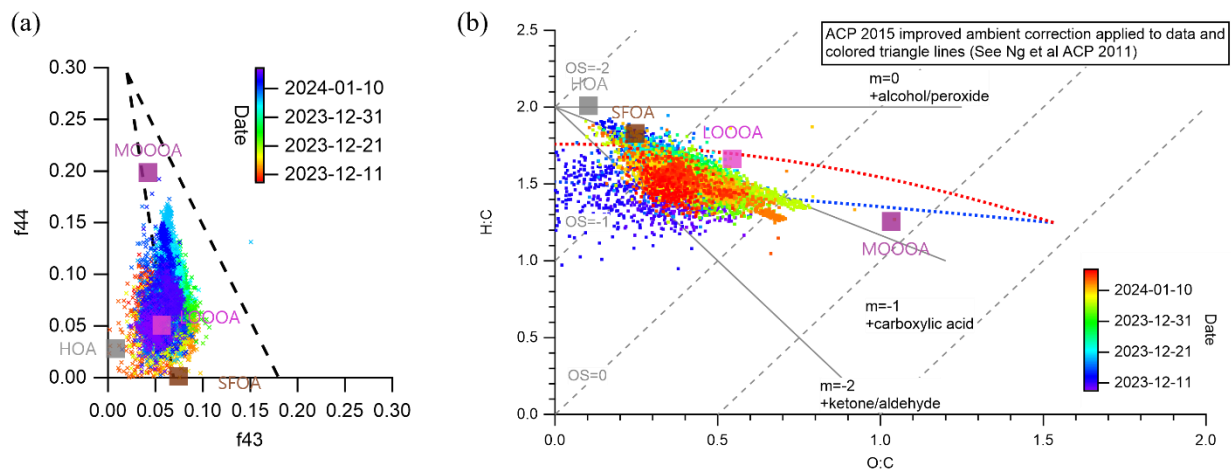 (a)
0.30
0.25
0.20
0.15
0.10
0.05
0.00
f44
MOOOA
LOOOA
HOA
SFOA
Date
2024-01-10
2023-12-31
2023-12-21
2023-12-11
0.00 0.05 0.10 0.15 0.20 0.25 0.30
f43
(b)
2.5
2.0
1.5
1.0
0.5
0.0
H:C
ACP 2015 improved ambient correction applied to data and
colored triangle lines (See Ng et al ACP 2011)
OS=-2
HOA
SFOA
LOOOA
m=0
+alcohol/peroxide
OS=-1
MOOOA
m=-1
+carboxylic acid
OS=0
m=-2
+ketone/aldehyde
2024-01-10
2023-12-31
2023-12-21
2023-12-11
Date
0.0 0.5 1.0 1.5 2.0
O:C